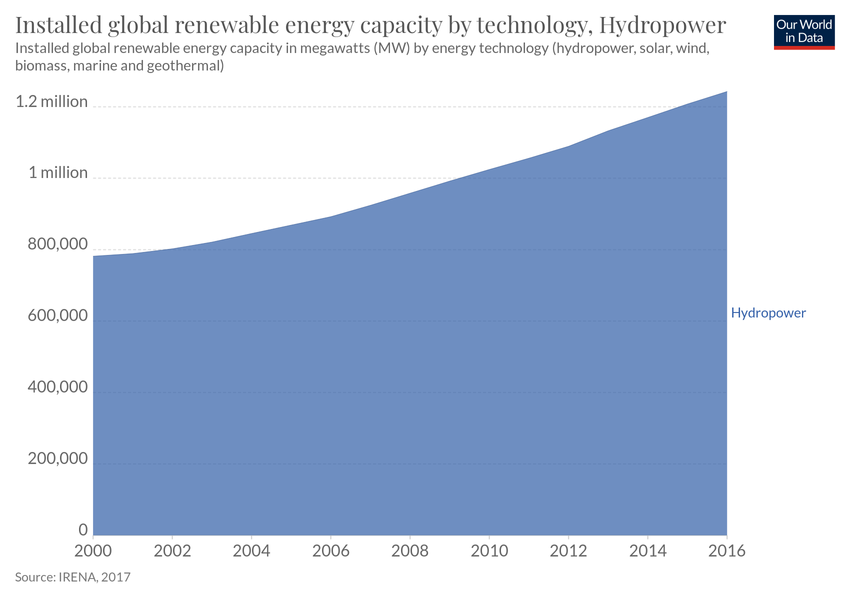 Installed global renewable energy capacity by technology, Hydropower
Our World
in Data
Installed global renewable energy capacity in megawatts (MW) by energy technology (hydropower, solar, wind,
biomass, marine and geothermal)
1.2 million
1 million
800,000
600,000
Hydropower
400,000
200,000
0
2000 2002 2004 2006 2008 2010 2012 2014 2016
Source: IRENA, 2017